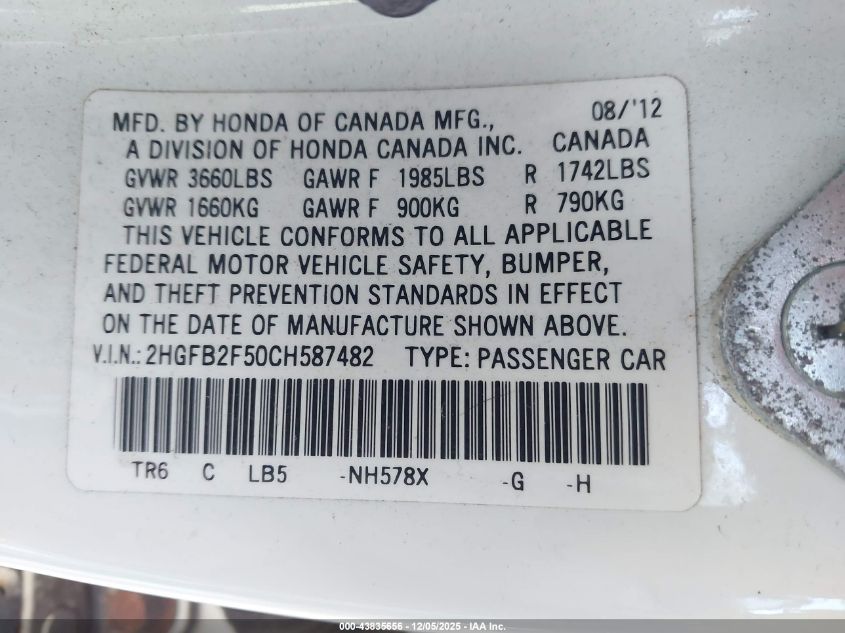 MFD. BY HONDA OF CANADA MFG., 08/'12
A DIVISION OF HONDA CANADA INC. CANADA
GVWR 3660LBS GAWR F 1985LBS R 1742LBS
GVWR 1660KG GAWR F 900KG R 790KG
THIS VEHICLE CONFORMS TO ALL APPLICABLE
FEDERAL MOTOR VEHICLE SAFETY, BUMPER,
AND THEFT PREVENTION STANDARDS IN EFFECT
ON THE DATE OF MANUFACTURE SHOWN ABOVE.
V.I.N.: 2HGFB2F50CH587482 TYPE: PASSENGER CAR
TR6 C LB5 -NH578X -G -H
000-43835656 - 12/05/2025 - IAA Inc.